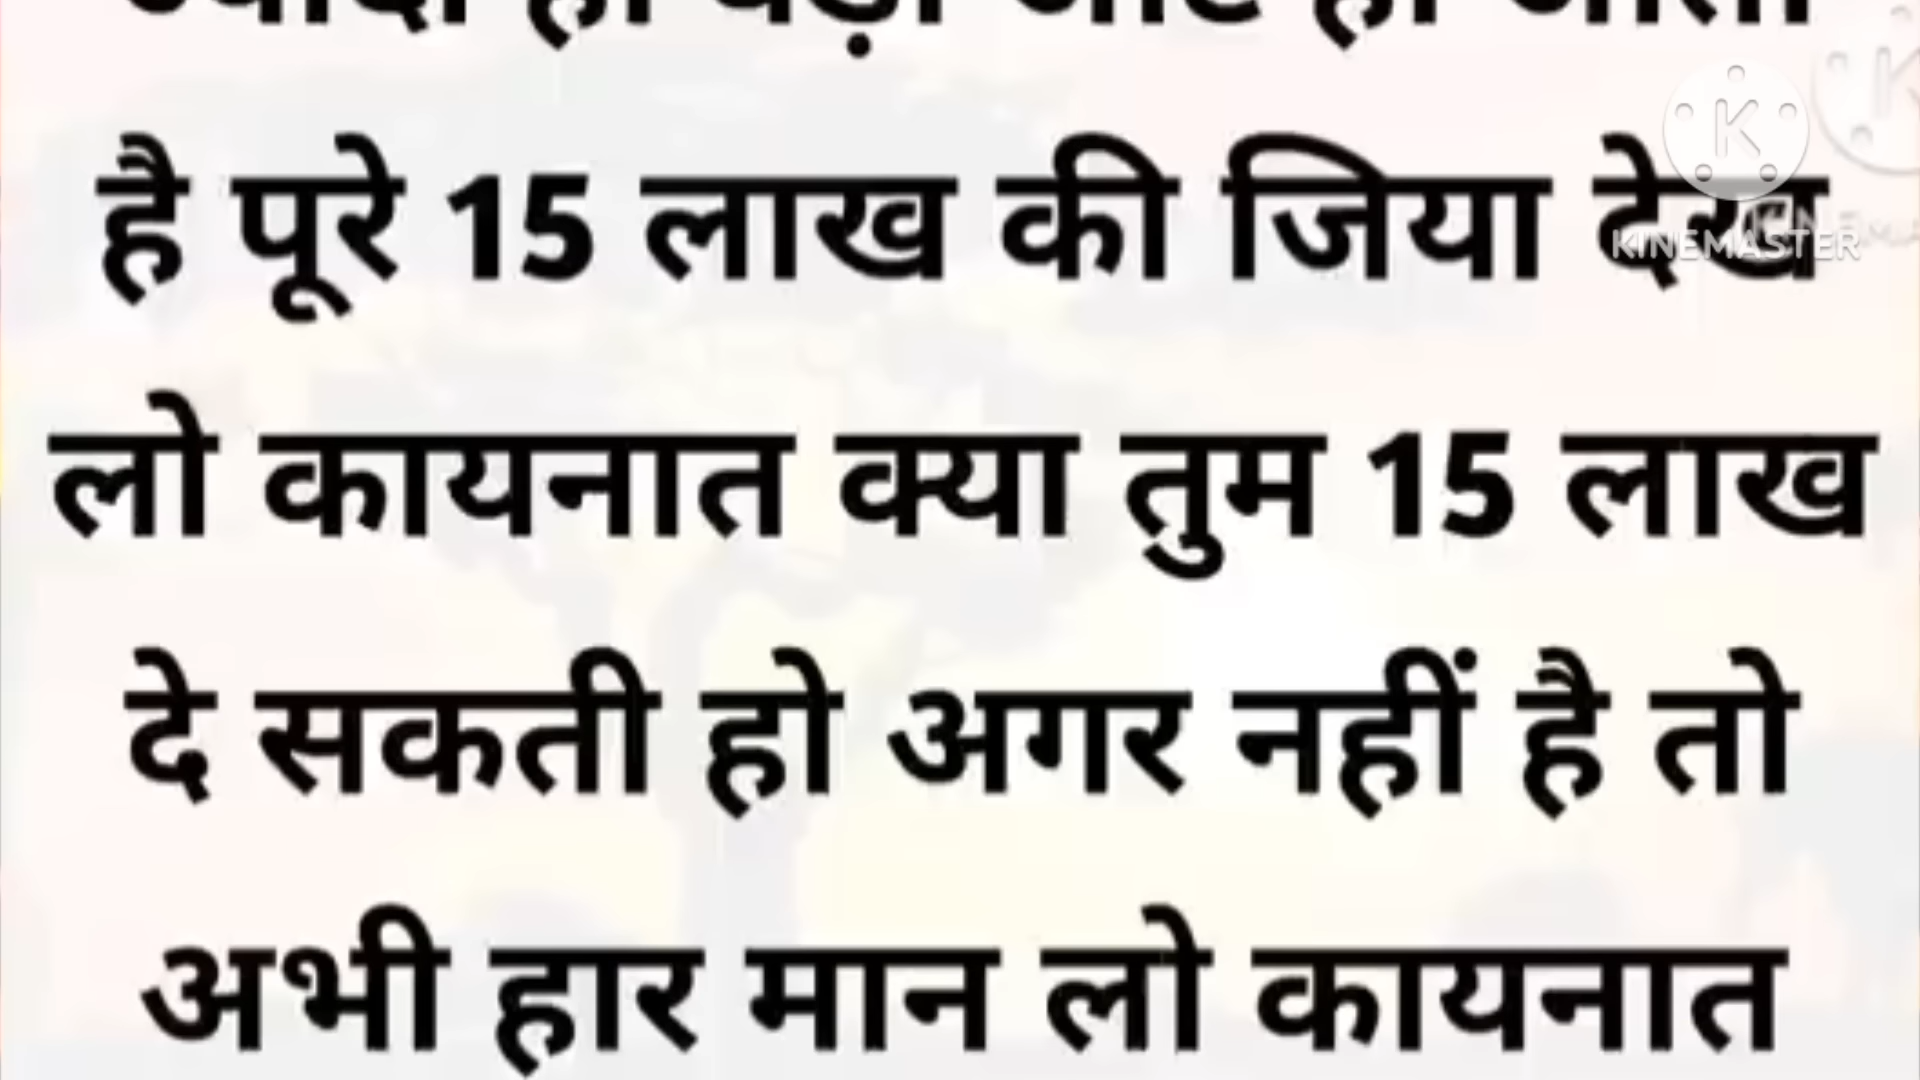 है पूरे 15 लाख की जिया देख
लो कायनात क्या तुम 15 लाख
दे सकती हो अगर नहीं है तो
अभी हार मान लो कायनात
K
KINEMASTER